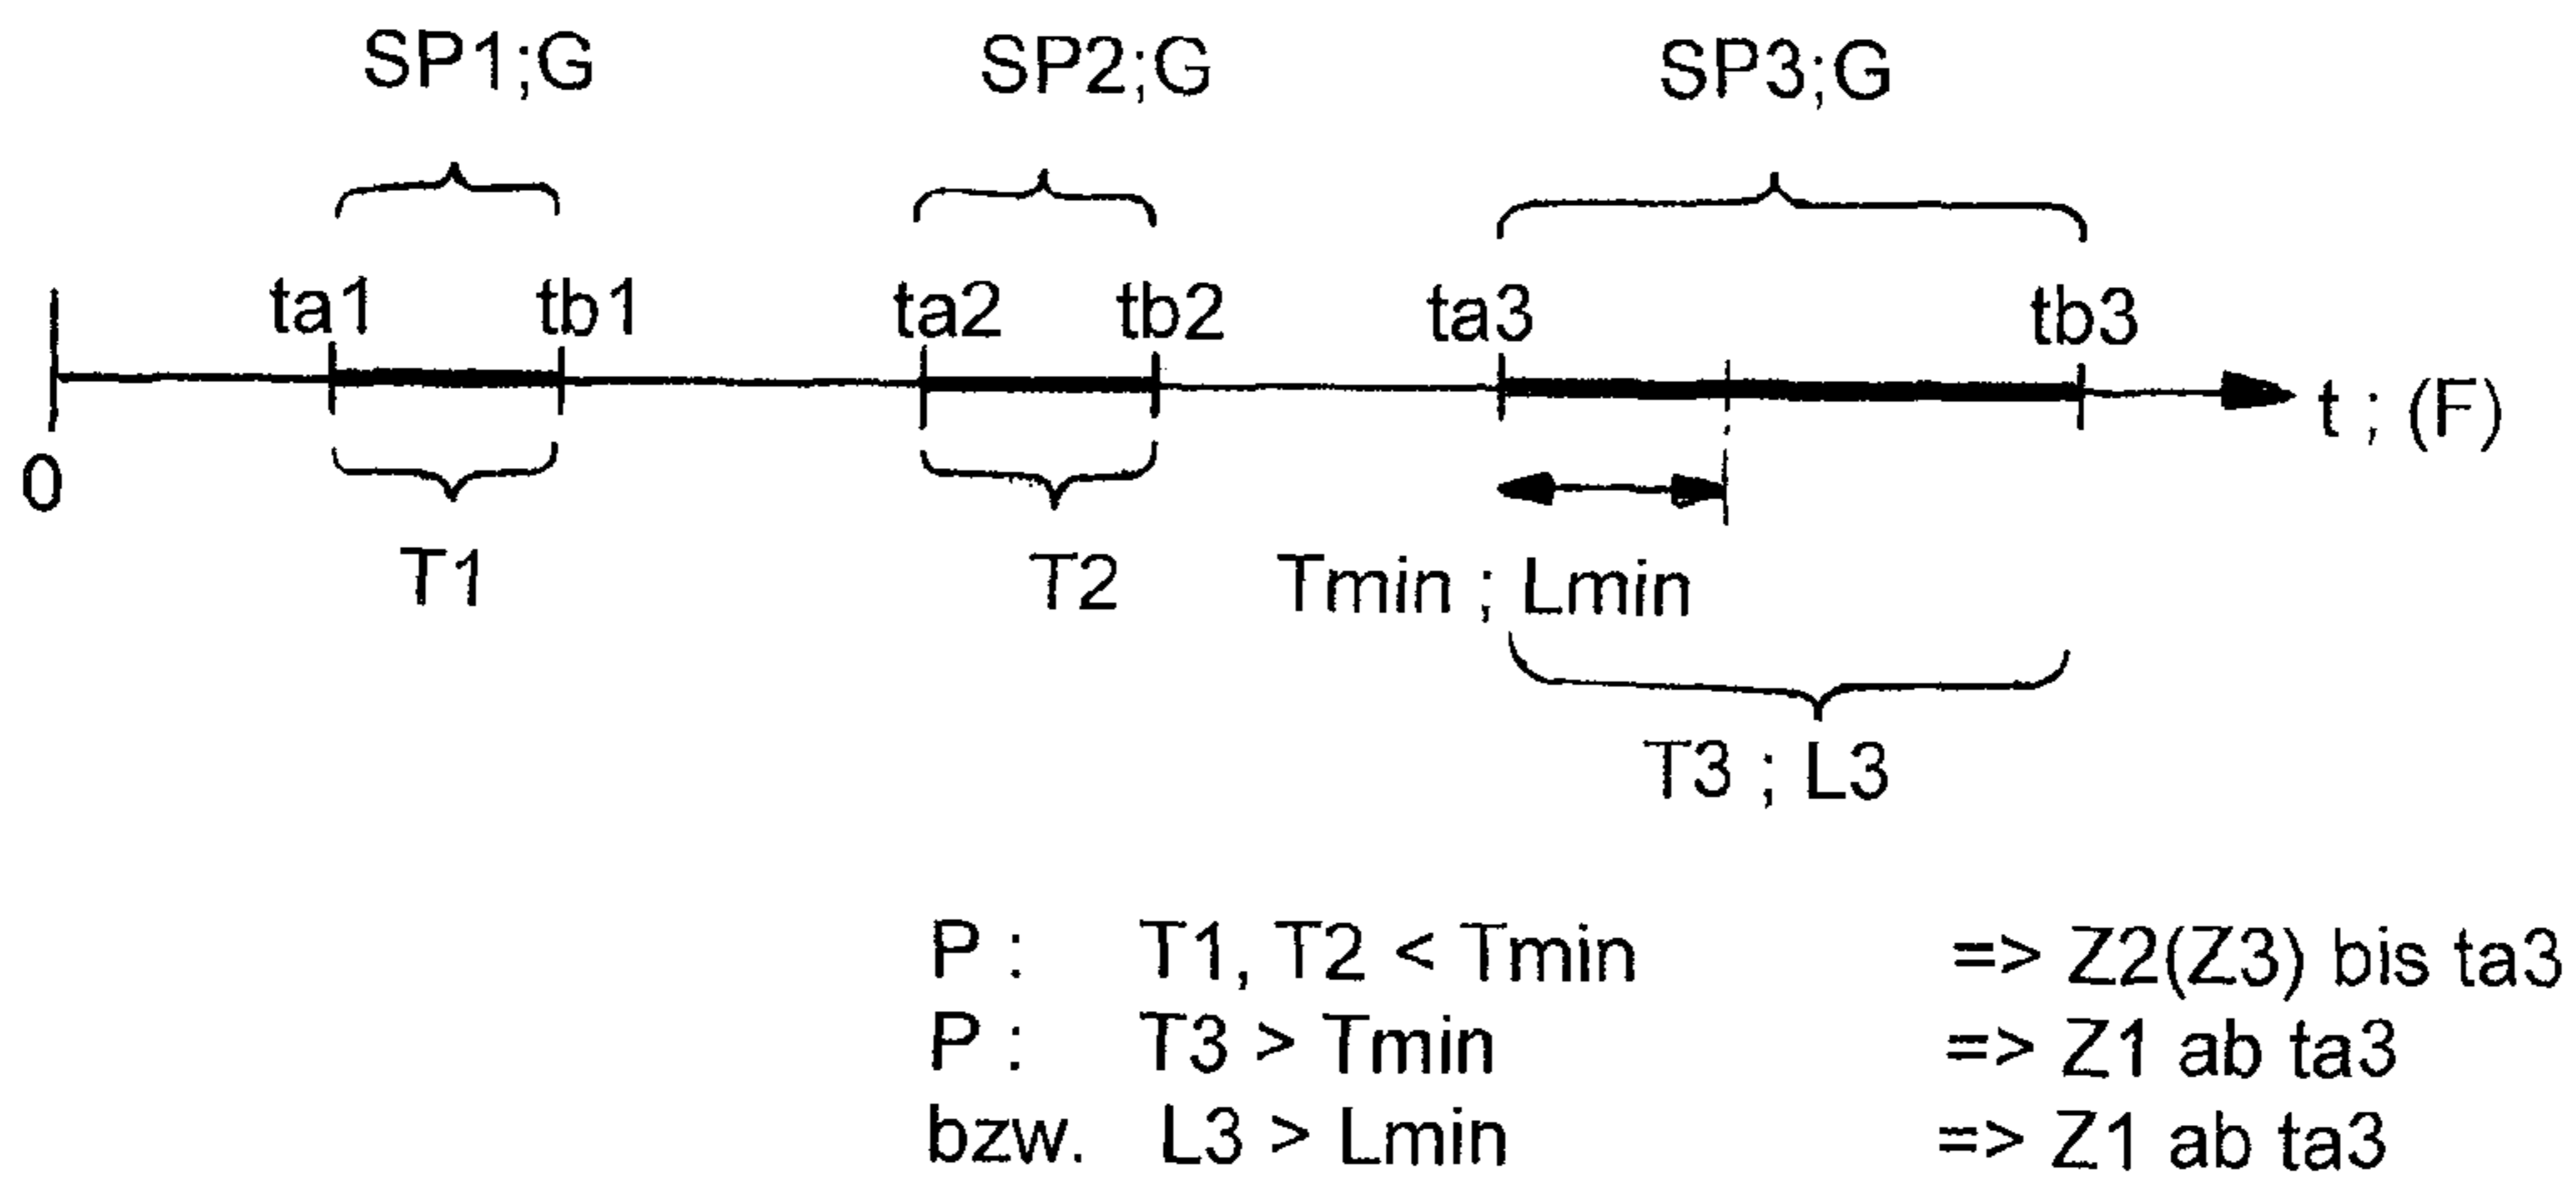 SP1;G SP2;G SP3;G
ta1 tb1 ta2 tb2 ta3 tb3
t ; (F)
0
T1 T2 Tmin ; Lmin
T3 ; L3
P : T1, T2 < Tmin => Z2(Z3) bis ta3
P : T3 > Tmin => Z1 ab ta3
bzw. L3 > Lmin => Z1 ab ta3